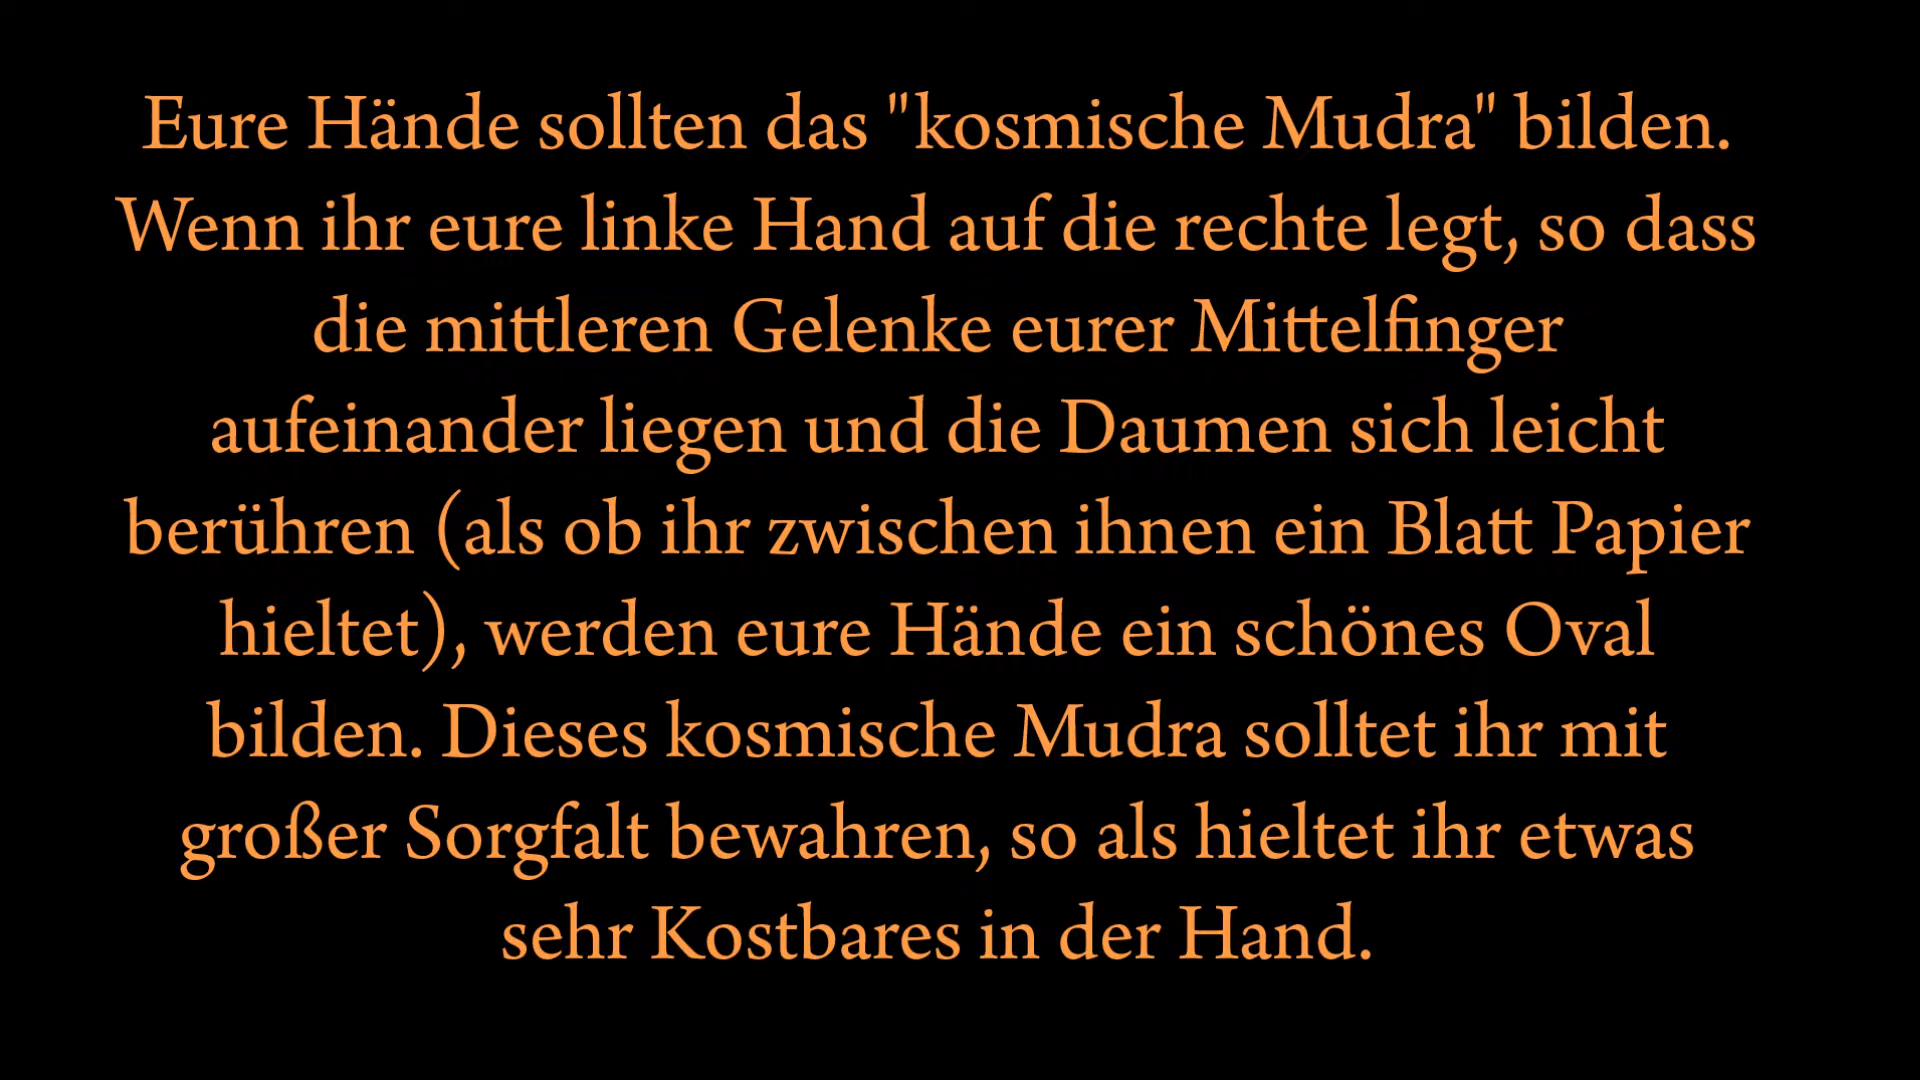 Eure Hände sollten das "kosmische Mudra" bilden.
Wenn ihr eure linke Hand auf die rechte legt, so dass
die mittleren Gelenke eurer Mittelfinger
aufeinander liegen und die Daumen sich leicht
berühren (als ob ihr zwischen ihnen ein Blatt Papier
hieltet), werden eure Hände ein schönes Oval
bilden. Dieses kosmische Mudra solltet ihr mit
großer Sorgfalt bewahren, so als hieltet ihr etwas
sehr Kostbares in der Hand.